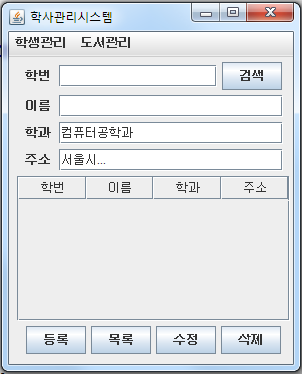 학사관리시스템
학생관리 도서관리
학번 검색
이름
학과 컴퓨터공학과
주소 서울시...
학번 이름 학과 주소
등록 목록 수정 삭제